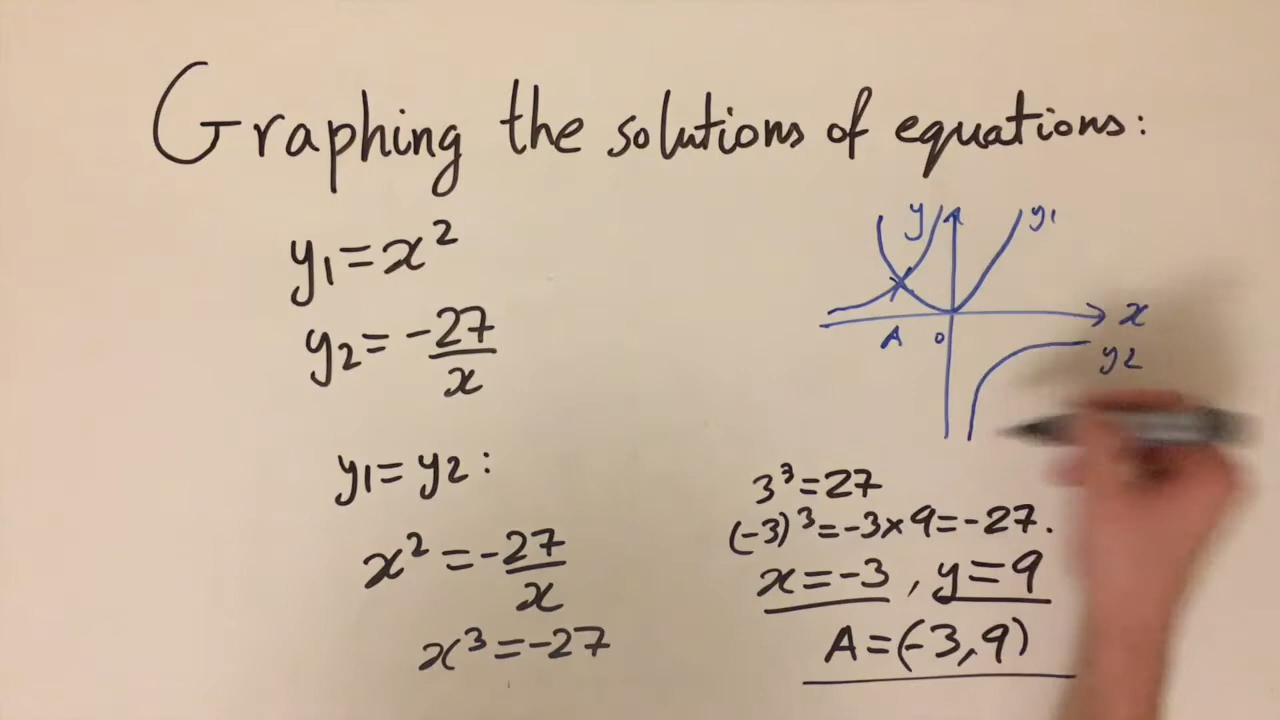 Graphing the solutions of equations:
y₁=x²
y₂=-27/x
y₁=y₂:
x²=-27/x
x³=-27
y
y₁
x
A
0
y₂
3³=27
(-3)³=-3×9=-27.
x=-3, y=9
A=(-3,9)